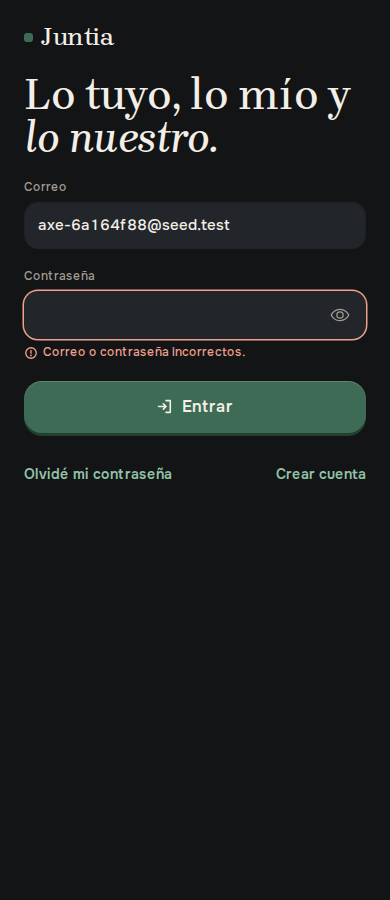 Juntia
Lo tuyo, lo mío y
lo nuestro.
Correo
axe-6a164f88@seed.test
Contraseña
Correo o contraseña incorrectos.
Entrar
Olvidé mi contraseña
Crear cuenta